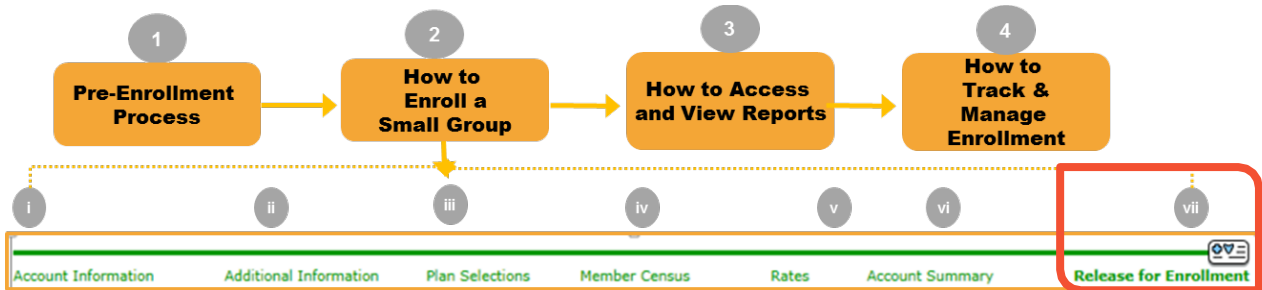 1
2
3
4
Pre-Enrollment
Process
How to
Enroll a
Small Group
How to Access
and View Reports
How to
Track &
Manage
Enrollment
i
ii
iii
iv
v
vi
vii
Account Information
Additional Information
Plan Selections
Member Census
Rates
Account Summary
Release for Enrollment